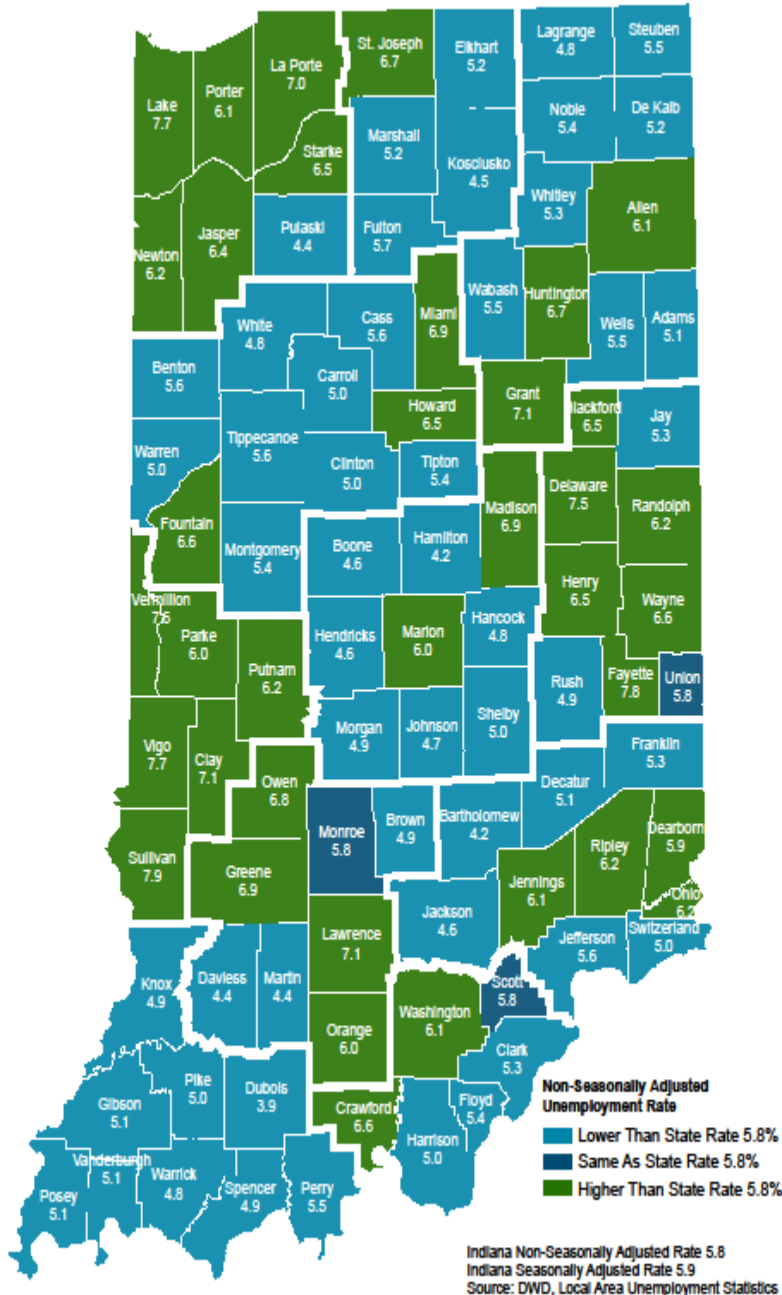 St. Joseph
6.7
Elkhart
5.2
Lagrange
4.8
Steuben
5.5
La Porte
7.0
Porter
6.1
Lake
7.7
Noble
5.4
De Kalb
5.2
Marshall
5.2
Starke
6.5
Kosciusko
4.5
Whitley
5.3
Allen
6.1
Pulaski
4.4
Fulton
5.7
Jasper
6.4
Newton
6.2
Wabash
5.5
Huntington
6.7
Miami
6.9
Cass
5.6
White
4.8
Wells
5.5
Adams
5.1
Benton
5.6
Carroll
5.0
Grant
7.1
Howard
6.5
Blackford
6.5
Jay
5.3
Tippecanoe
5.6
Warren
5.0
Clinton
5.0
Tipton
5.4
Delaware
7.5
Madison
6.9
Randolph
6.2
Fountain
6.6
Montgomery
5.4
Boone
4.6
Hamilton
4.2
Henry
6.5
Wayne
6.6
Vermillion
7.6
Parke
6.0
Putnam
6.2
Hendricks
4.6
Marion
6.0
Hancock
4.8
Rush
4.9
Fayette
7.8
Union
5.8
Shelby
5.0
Morgan
4.9
Johnson
4.7
Vigo
7.7
Clay
7.1
Owen
6.8
Franklin
5.3
Decatur
5.1
Monroe
5.8
Brown
4.9
Bartholomew
4.2
Ripley
6.2
Dearborn
5.9
Sullivan
7.9
Greene
6.9
Jennings
6.1
Ohio
6.2
Jackson
4.6
Lawrence
7.1
Jefferson
5.6
Switzerland
5.0
Knox
4.9
Daviess
4.4
Martin
4.4
Scott
5.8
Washington
6.1
Orange
6.0
Clark
5.3
Pike
5.0
Dubois
3.9
Gibson
5.1
Crawford
6.6
Floyd
5.4
Harrison
5.0
Vanderburgh
5.1
Warrick
4.8
Spencer
4.9
Perry
5.5
Posey
5.1
Non-Seasonally Adjusted
Unemployment Rate
Lower Than State Rate 5.8%
Same As State Rate 5.8%
Higher Than State Rate 5.8%
Indiana Non-Seasonally Adjusted Rate 5.8
Indiana Seasonally Adjusted Rate 5.9
Source: DWD, Local Area Unemployment Statistics